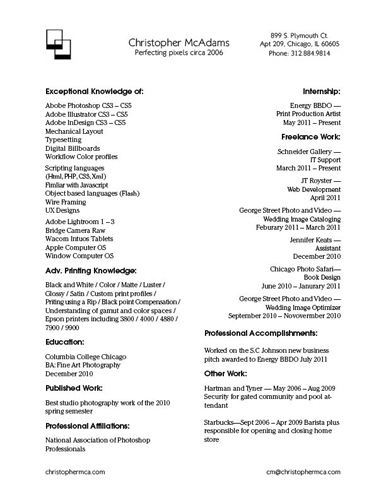 Christopher McAdams
Perfecting pixels circa 2006
899 S. Plymouth Ct.
Apt 209, Chicago, IL 60605
Phone: 312.884.9814
Exceptional Knowledge of:
Abobe Photoshop CS3 – CS5
Adobe Illustrator CS3 – CS5
Adobe InDesign CS3 – CS5
Mechanical Layout
Typesetting
Digital Billboards
Workflow Color profiles
Scripting languages
(Html, PHP, CSS, Xml)
Fimliar with Javascript
Object based languages (Flash)
Wire Framing
UX Designs
Adobe Lightroom 1 – 3
Bridge Camera Raw
Wacom Intuos Tablets
Apple Computer OS
Window Computer OS
Adv. Printing Knowledge:
Black and White / Color / Matte / Luster /
Glossy / Satin / Custom print profiles /
Priting using a Rip / Black point Compensation /
Understanding of gamut and color spaces /
Epson printers including 3800 / 4000 / 4880 /
7900 / 9900
Education:
Columbia College Chicago
BA: Fine Art Photography
December 2010
Published Work:
Best studio photography work of the 2010
spring semester
Professional Affiliations:
National Association of Photoshop
Professionals
Internship:
Energy BBDO —
Print Production Artist
May 2011 – Present
Freelance Work:
Schneider Gallery —
IT Support
March 2011 – Present
JT Royster —
Web Development
April 2011
George Street Photo and Video —
Wedding Image Cataloging
Feburary 2011 – March 2011
Jennifer Keats —
Assistant
December 2010
Chicago Photo Safari—
Book Design
June 2010 – Janurary 2011
George Street Photo and Video —
Wedding Image Optimizer
September 2010 – Novovember 2010
Professional Accomplishments:
Worked on the S.C Johnson new business
pitch awarded to Energy BBDO July 2011
Other Work:
Hartman and Tyner — May 2006 – Aug 2009
Security for gated community and pool at-
tendant
Starbucks—Sept 2006 – Apr 2009 Barista plus
responsible for opening and closing home
store
christophermca.com
cm@christophermca.com